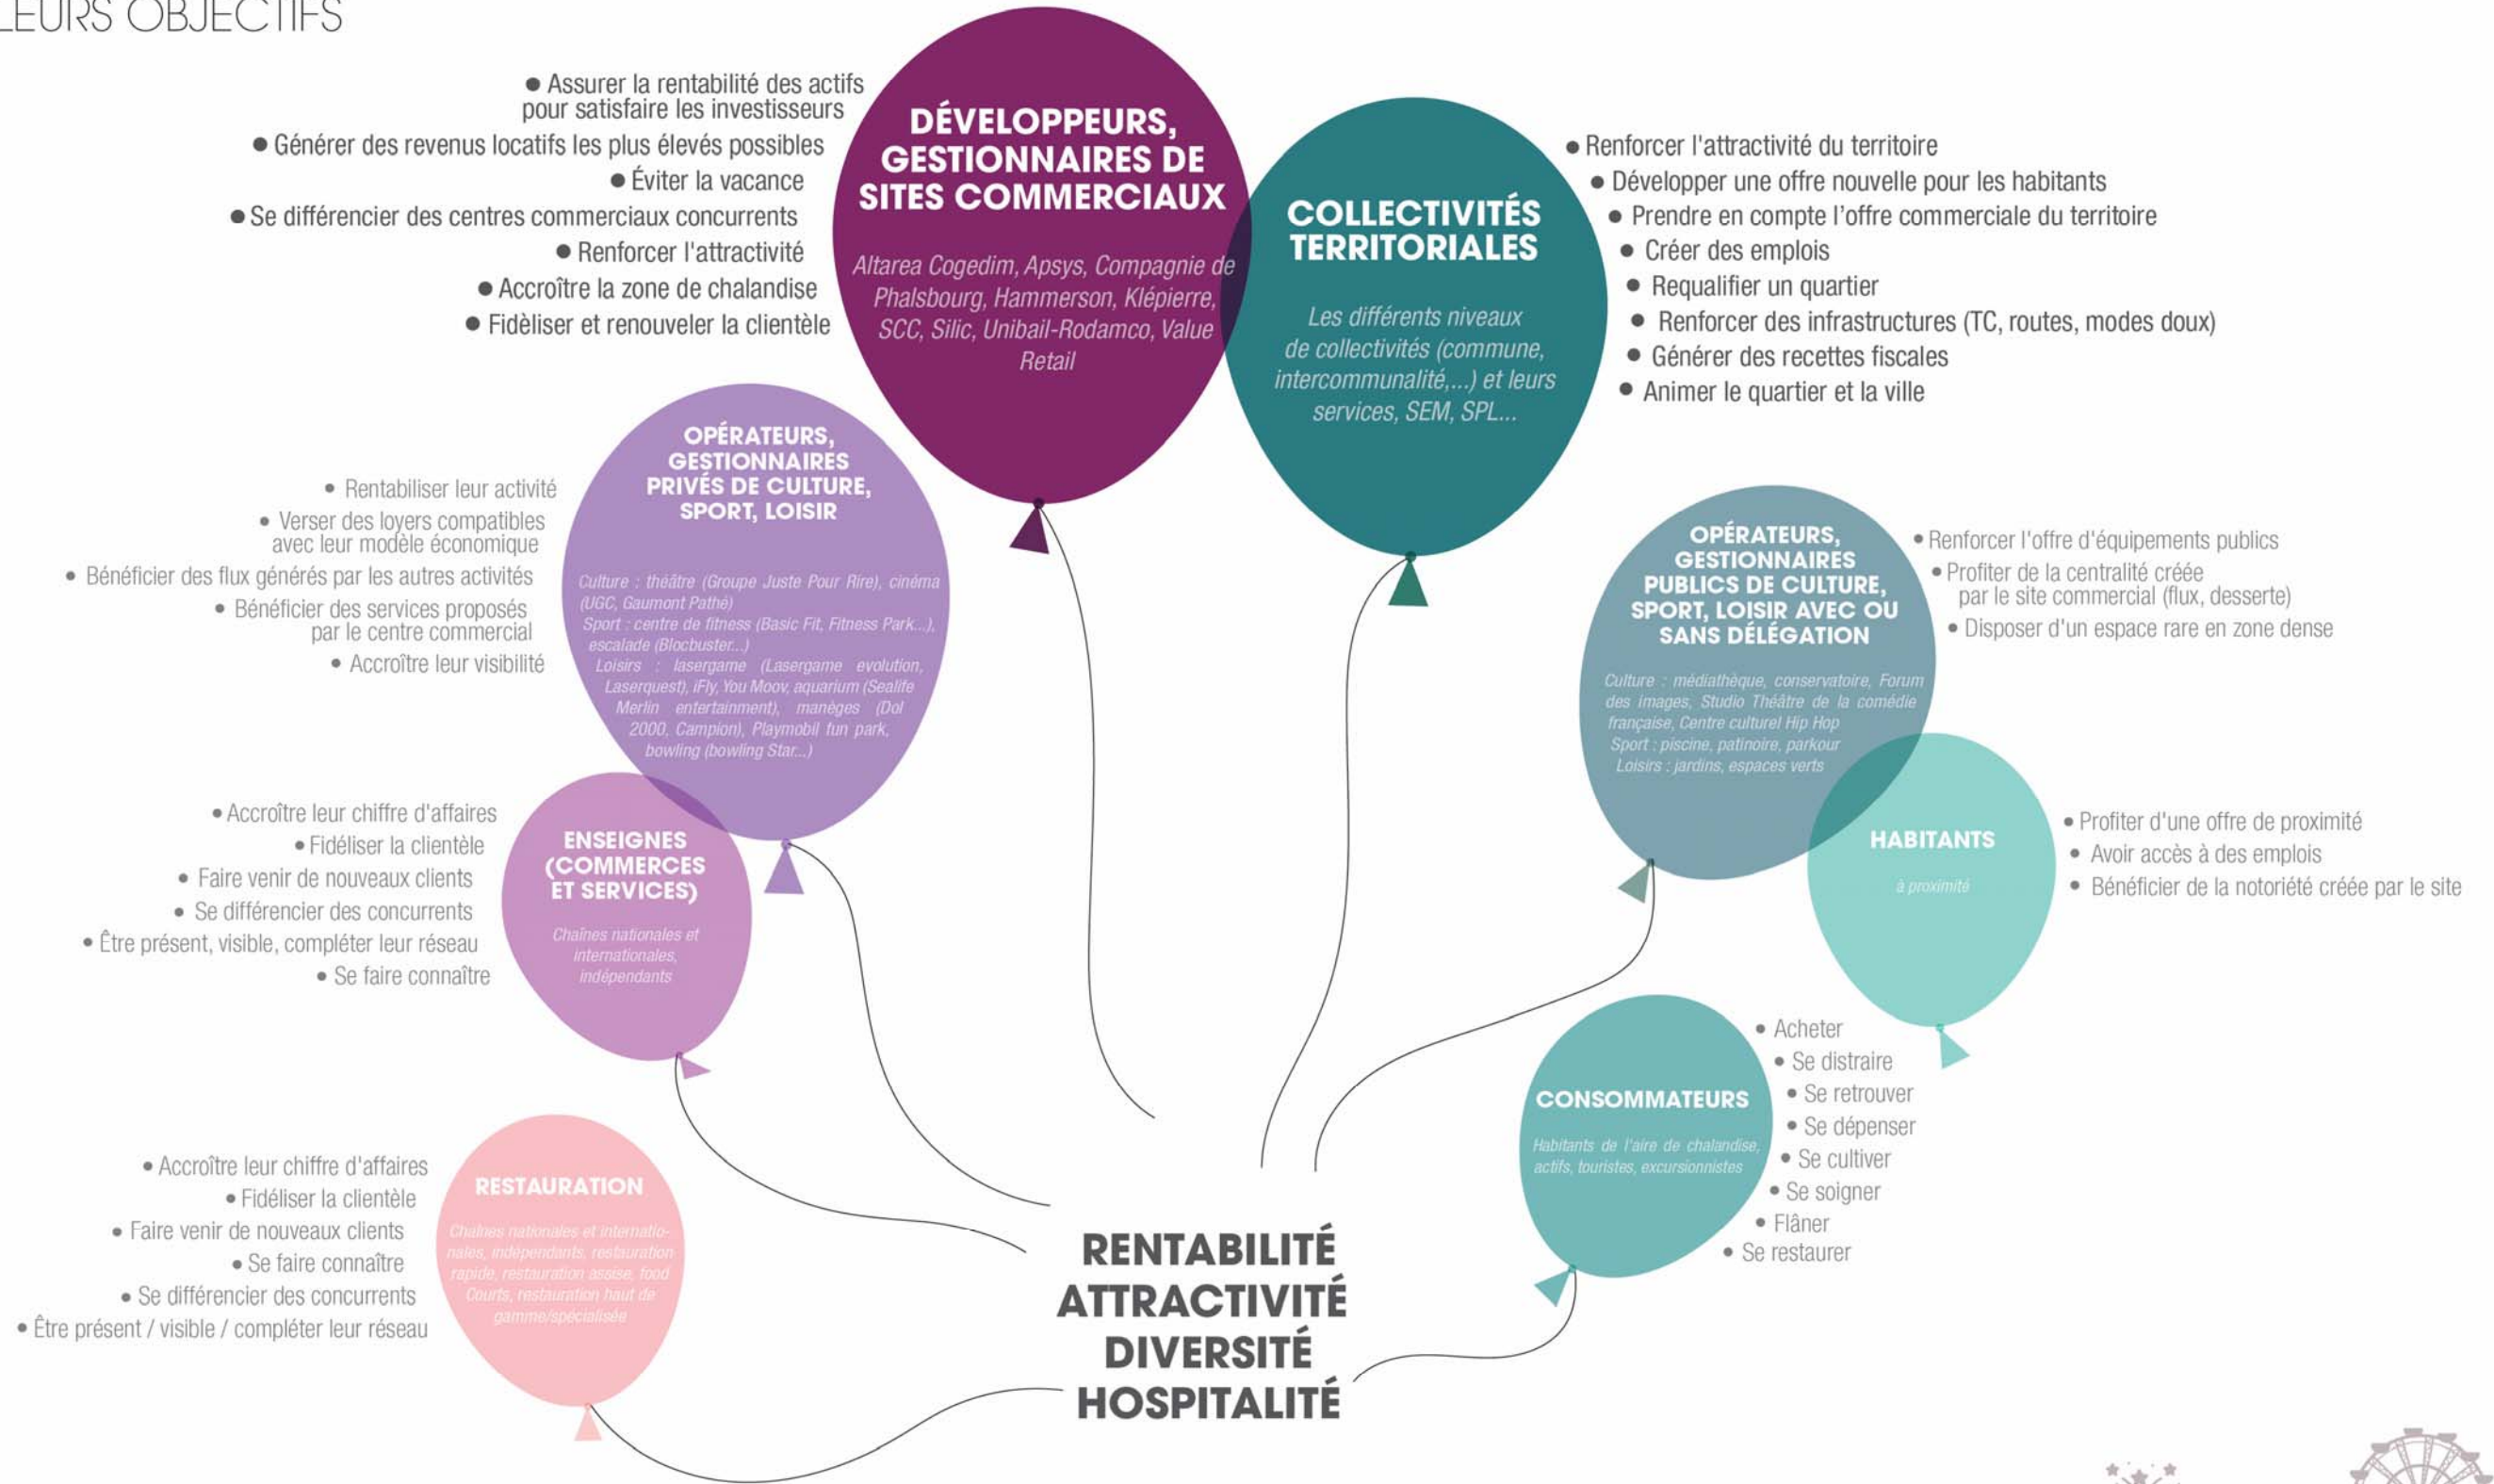 LEURS OBJECTIFS
● Assurer la rentabilité des actifs
pour satisfaire les investisseurs
● Générer des revenus locatifs les plus élevés possibles
● Éviter la vacance
● Se différencier des centres commerciaux concurrents
● Renforcer l'attractivité
● Accroître la zone de chalandise
● Fidèliser et renouveler la clientèle
DÉVELOPPEURS,
GESTIONNAIRES DE
SITES COMMERCIAUX
Altarea Cogedim, Apsys, Compagnie de
Phalsbourg, Hammerson, Klépierre,
SCC, Silic, Unibail-Rodamco, Value
Retail
COLLECTIVITÉS
TERRITORIALES
Les différents niveaux
de collectivités (commune,
intercommunalité,...) et leurs
services, SEM, SPL...
● Renforcer l'attractivité du territoire
● Développer une offre nouvelle pour les habitants
● Prendre en compte l'offre commerciale du territoire
● Créer des emplois
● Requalifier un quartier
● Renforcer des infrastructures (TC, routes, modes doux)
● Générer des recettes fiscales
● Animer le quartier et la ville
● Rentabiliser leur activité
● Verser des loyers compatibles
avec leur modèle économique
● Bénéficier des flux générés par les autres activités
● Bénéficier des services proposés
par le centre commercial
● Accroître leur visibilité
OPÉRATEURS,
GESTIONNAIRES
PRIVÉS DE CULTURE,
SPORT, LOISIR
Culture : théâtre (Groupe Juste Pour Rire), cinéma
(UGC, Gaumont Pathé)
Sport : centre de fitness (Basic Fit, Fitness Park...),
escalade (Blocbuster...)
Loisirs : lasergame (Lasergame evolution,
Laserquest), iFly, You Moov, aquarium (Sealife
Merlin entertainment), manèges (Dol
2000, Campion), Playmobil fun park,
bowling (bowling Star...)
OPÉRATEURS,
GESTIONNAIRES
PUBLICS DE CULTURE,
SPORT, LOISIR AVEC OU
SANS DÉLÉGATION
Culture : médiathèque, conservatoire, Forum
des images, Studio Théâtre de la comédie
française, Centre culturel Hip Hop
Sport : piscine, patinoire, parkour
Loisirs : jardins, espaces verts
● Renforcer l'offre d'équipements publics
● Profiter de la centralité créée
par le site commercial (flux, desserte)
● Disposer d'un espace rare en zone dense
● Accroître leur chiffre d'affaires
● Fidéliser la clientèle
● Faire venir de nouveaux clients
● Se différencier des concurrents
● Être présent, visible, compléter leur réseau
● Se faire connaître
ENSEIGNES
(COMMERCES
ET SERVICES)
Chaînes nationales et
internationales,
indépendants
HABITANTS
à proximité
● Profiter d'une offre de proximité
● Avoir accès à des emplois
● Bénéficier de la notoriété créée par le site
CONSOMMATEURS
Habitants de l'aire de chalandise,
actifs, touristes, excursionnistes
● Acheter
● Se distraire
● Se retrouver
● Se dépenser
● Se cultiver
● Se soigner
● Flâner
● Se restaurer
● Accroître leur chiffre d'affaires
● Fidéliser la clientèle
● Faire venir de nouveaux clients
● Se faire connaître
● Se différencier des concurrents
● Être présent / visible / compléter leur réseau
RESTAURATION
Chaînes nationales et internatio-
nales, indépendants, restauration
rapide, restauration assise, food
Courts, restauration haut de
gamme/spécialisée
RENTABILITÉ
ATTRACTIVITÉ
DIVERSITÉ
HOSPITALITÉ